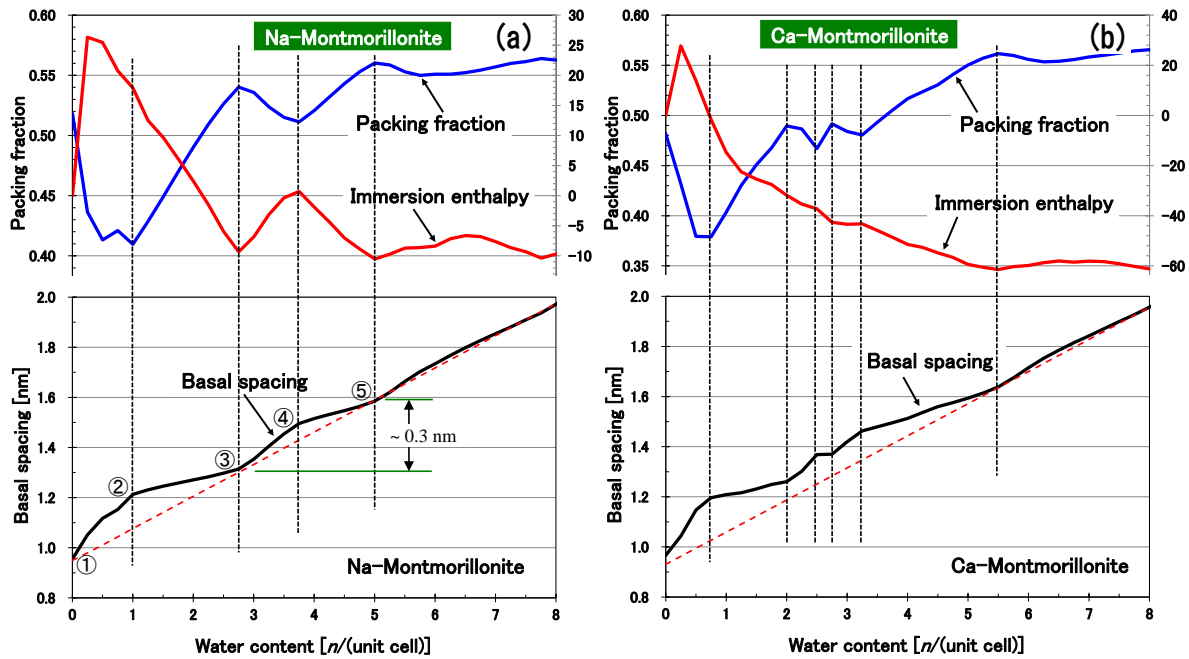 Na-Montmorillonite
(a)
0.60
0.55
0.50
0.45
0.40
Packing fraction
30
25
20
15
10
5
0
-5
-10
Packing fraction
Immersion enthalpy
2.0
1.8
1.6
1.4
1.2
1.0
0.8
Basal spacing [nm]
Basal spacing
①
②
③
④
⑤
~ 0.3 nm
Na-Montmorillonite
0 1 2 3 4 5 6 7 8
Water content [n/(unit cell)]
Ca-Montmorillonite
(b)
0.60
0.55
0.50
0.45
0.40
0.35
Packing fraction
40
20
0
-20
-40
-60
Packing fraction
Immersion enthalpy
2.0
1.8
1.6
1.4
1.2
1.0
0.8
Basal spacing [nm]
Basal spacing
Ca-Montmorillonite
0 1 2 3 4 5 6 7 8
Water content [n/(unit cell)]